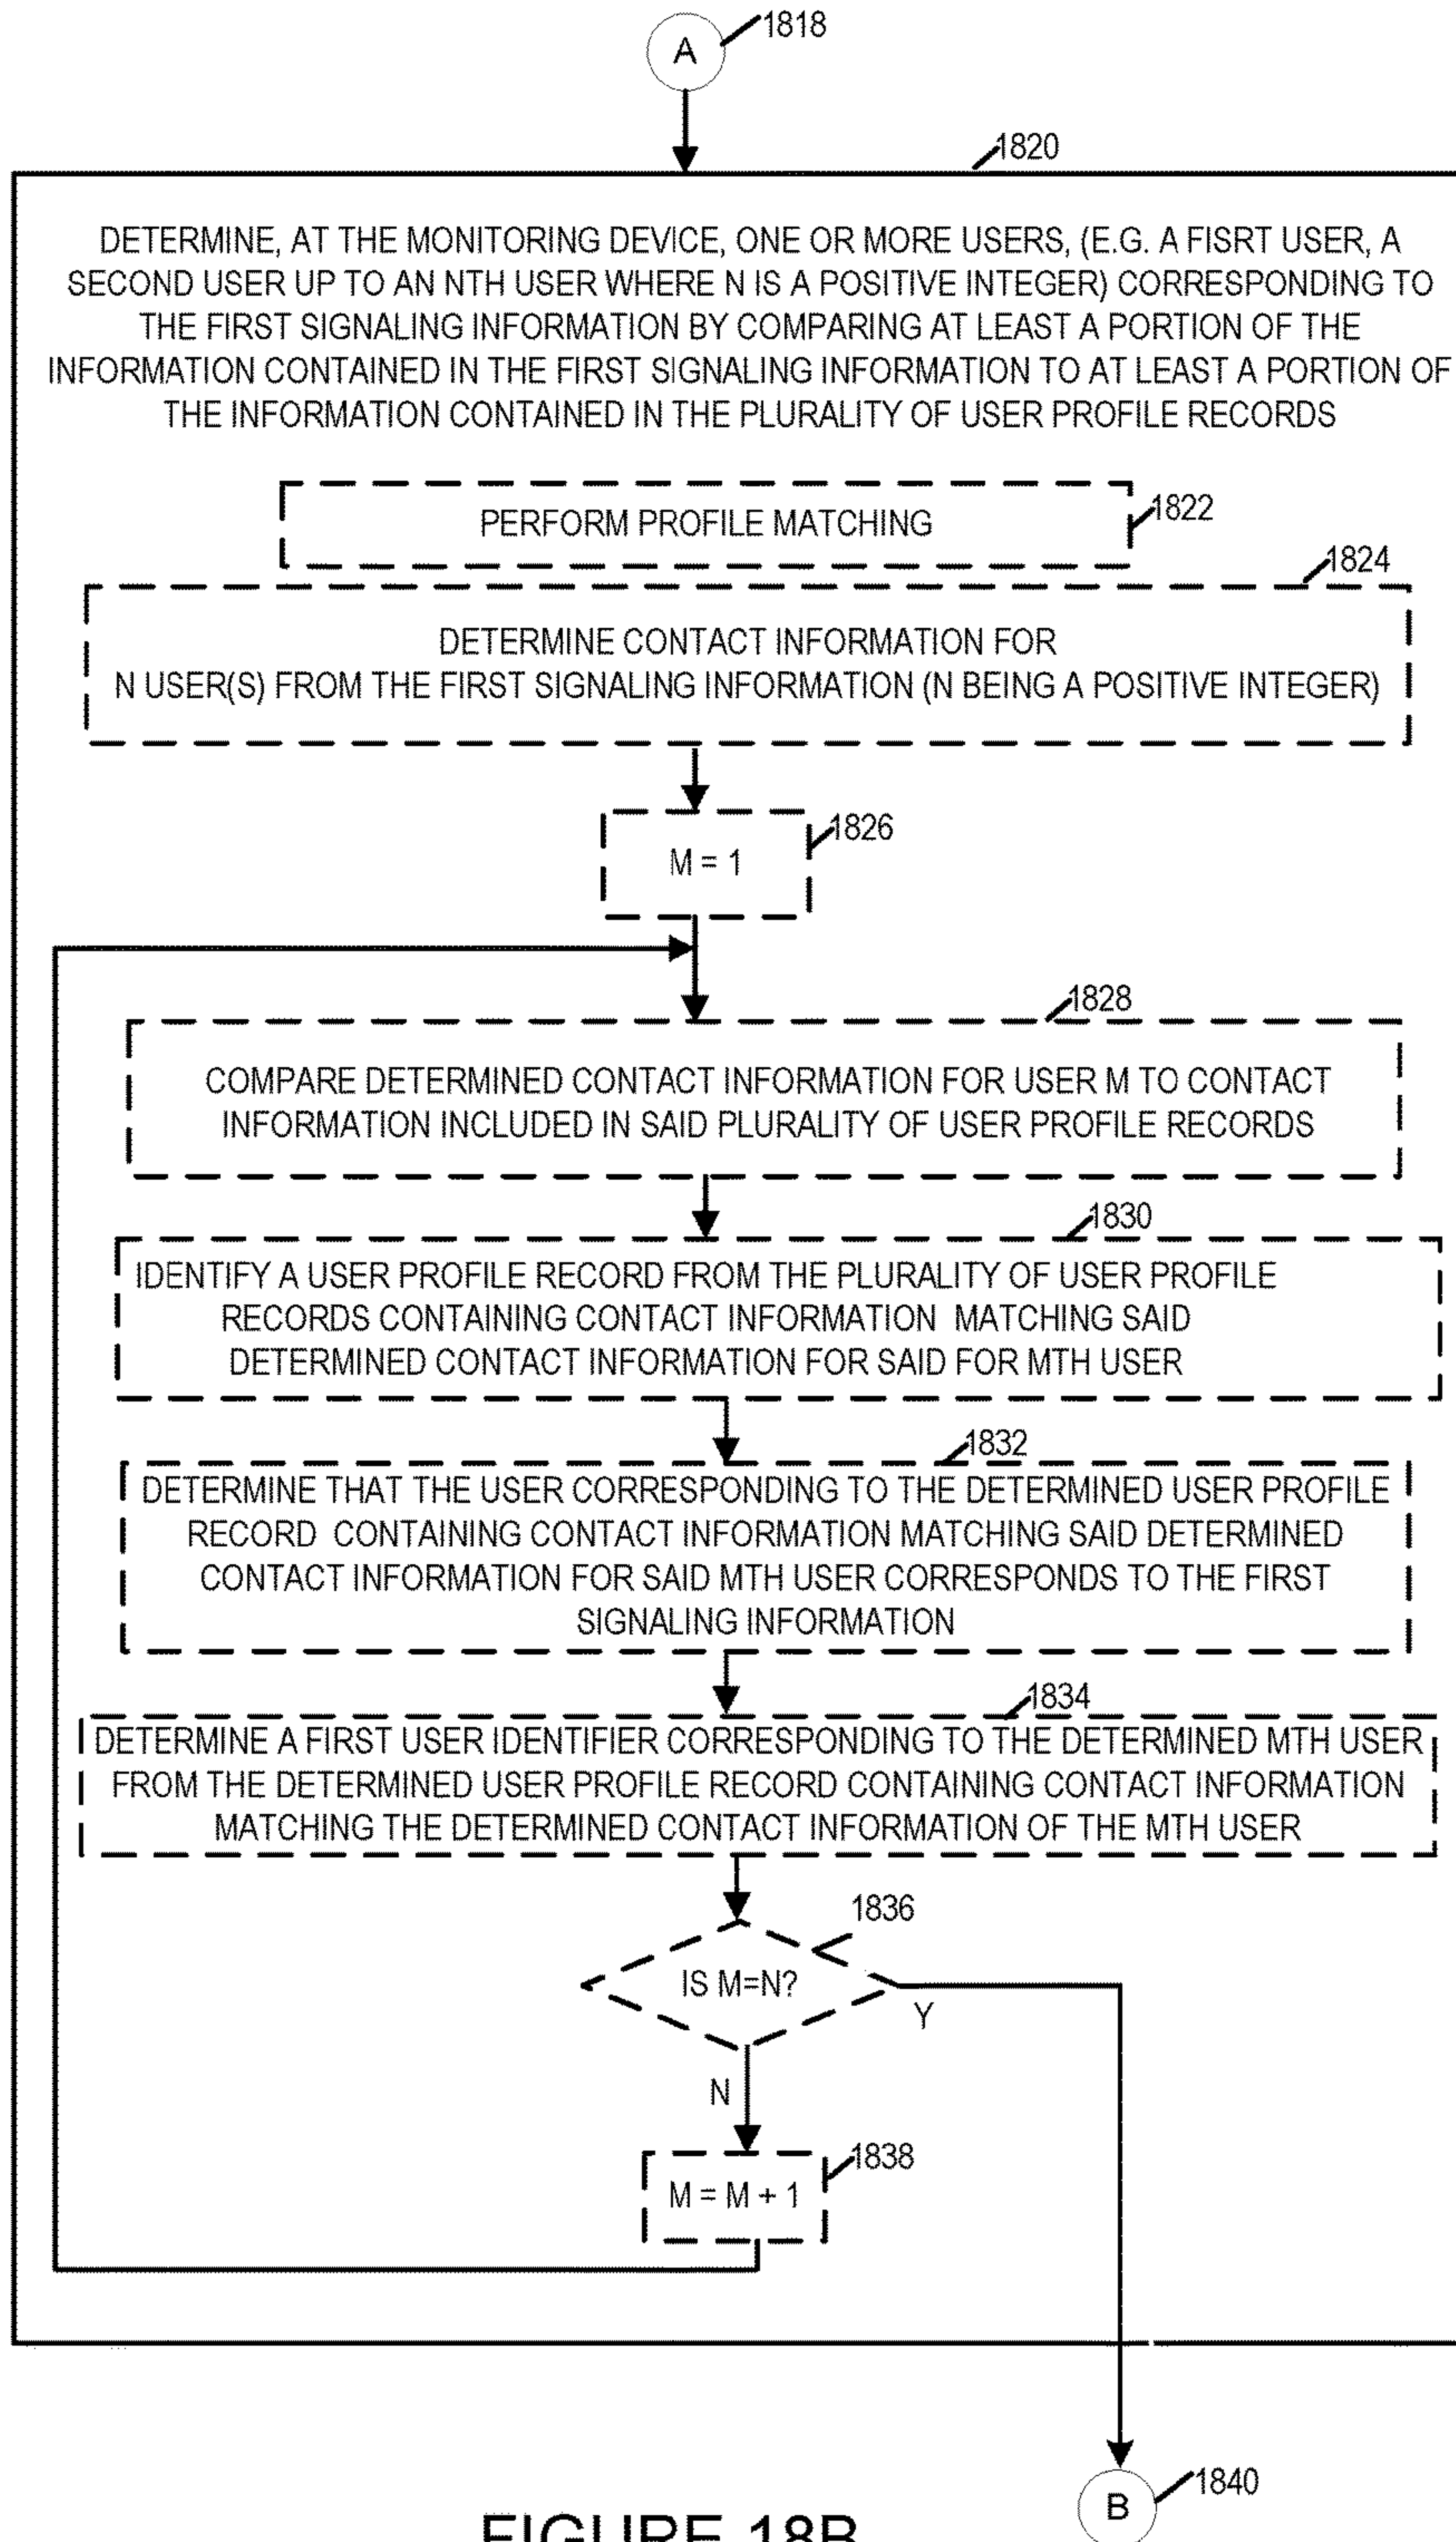 A
1818
1820
DETERMINE, AT THE MONITORING DEVICE, ONE OR MORE USERS, (E.G. A FISRT USER, A
SECOND USER UP TO AN NTH USER WHERE N IS A POSITIVE INTEGER) CORRESPONDING TO
THE FIRST SIGNALING INFORMATION BY COMPARING AT LEAST A PORTION OF THE
INFORMATION CONTAINED IN THE FIRST SIGNALING INFORMATION TO AT LEAST A PORTION OF
THE INFORMATION CONTAINED IN THE PLURALITY OF USER PROFILE RECORDS
PERFORM PROFILE MATCHING
1822
1824
DETERMINE CONTACT INFORMATION FOR
N USER(S) FROM THE FIRST SIGNALING INFORMATION (N BEING A POSITIVE INTEGER)
1826
M = 1
1828
COMPARE DETERMINED CONTACT INFORMATION FOR USER M TO CONTACT
INFORMATION INCLUDED IN SAID PLURALITY OF USER PROFILE RECORDS
1830
IDENTIFY A USER PROFILE RECORD FROM THE PLURALITY OF USER PROFILE
RECORDS CONTAINING CONTACT INFORMATION MATCHING SAID
DETERMINED CONTACT INFORMATION FOR SAID FOR MTH USER
1832
DETERMINE THAT THE USER CORRESPONDING TO THE DETERMINED USER PROFILE
RECORD CONTAINING CONTACT INFORMATION MATCHING SAID DETERMINED
CONTACT INFORMATION FOR SAID MTH USER CORRESPONDS TO THE FIRST
SIGNALING INFORMATION
1834
DETERMINE A FIRST USER IDENTIFIER CORRESPONDING TO THE DETERMINED MTH USER
FROM THE DETERMINED USER PROFILE RECORD CONTAINING CONTACT INFORMATION
MATCHING THE DETERMINED CONTACT INFORMATION OF THE MTH USER
1836
IS M=N?
Y
N
1838
M = M + 1
1840
B
FIGURE 18B